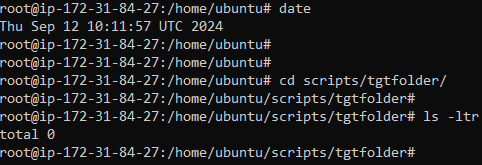 root@ip-172-31-84-27:/home/ubuntu# date
Thu Sep 12 10:11:57 UTC 2024
root@ip-172-31-84-27:/home/ubuntu#
root@ip-172-31-84-27:/home/ubuntu#
root@ip-172-31-84-27:/home/ubuntu# cd scripts/tgtfolder/
root@ip-172-31-84-27:/home/ubuntu/scripts/tgtfolder#
root@ip-172-31-84-27:/home/ubuntu/scripts/tgtfolder# ls -ltr
total 0
root@ip-172-31-84-27:/home/ubuntu/scripts/tgtfolder#